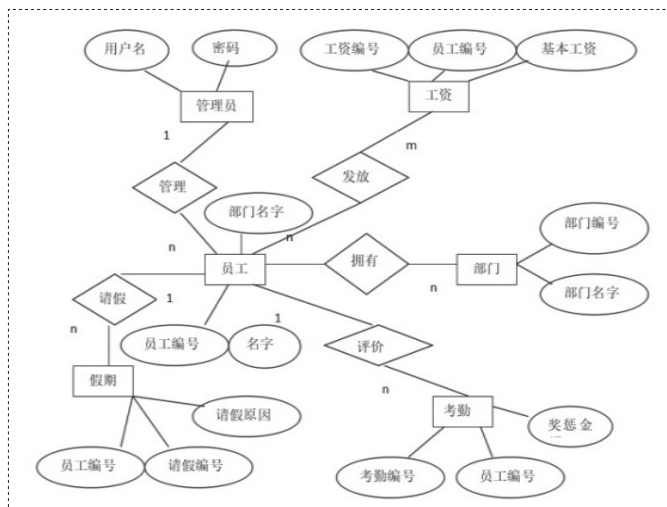 用户名
密码
工资编号
员工编号
基本工资
管理员
工资
1
m
管理
发放
部门名字
部门编号
n
n
员工
拥有
部门
n
请假
1
部门名字
n
1
员工编号
名字
评价
假期
n
请假原因
考勤
奖惩金
员工编号
请假编号
考勤编号
员工编号